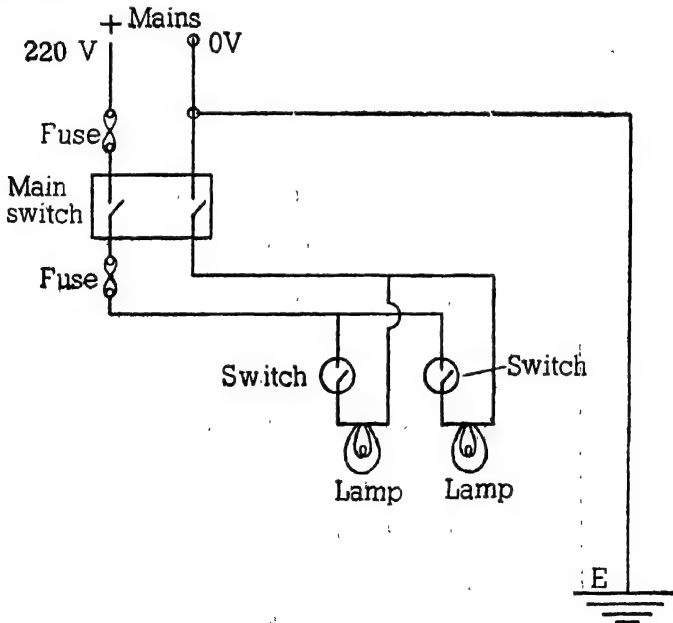 + Mains
220 V
0V
Fuse
Main
switch
Fuse
Switch
Switch
Lamp
Lamp
E